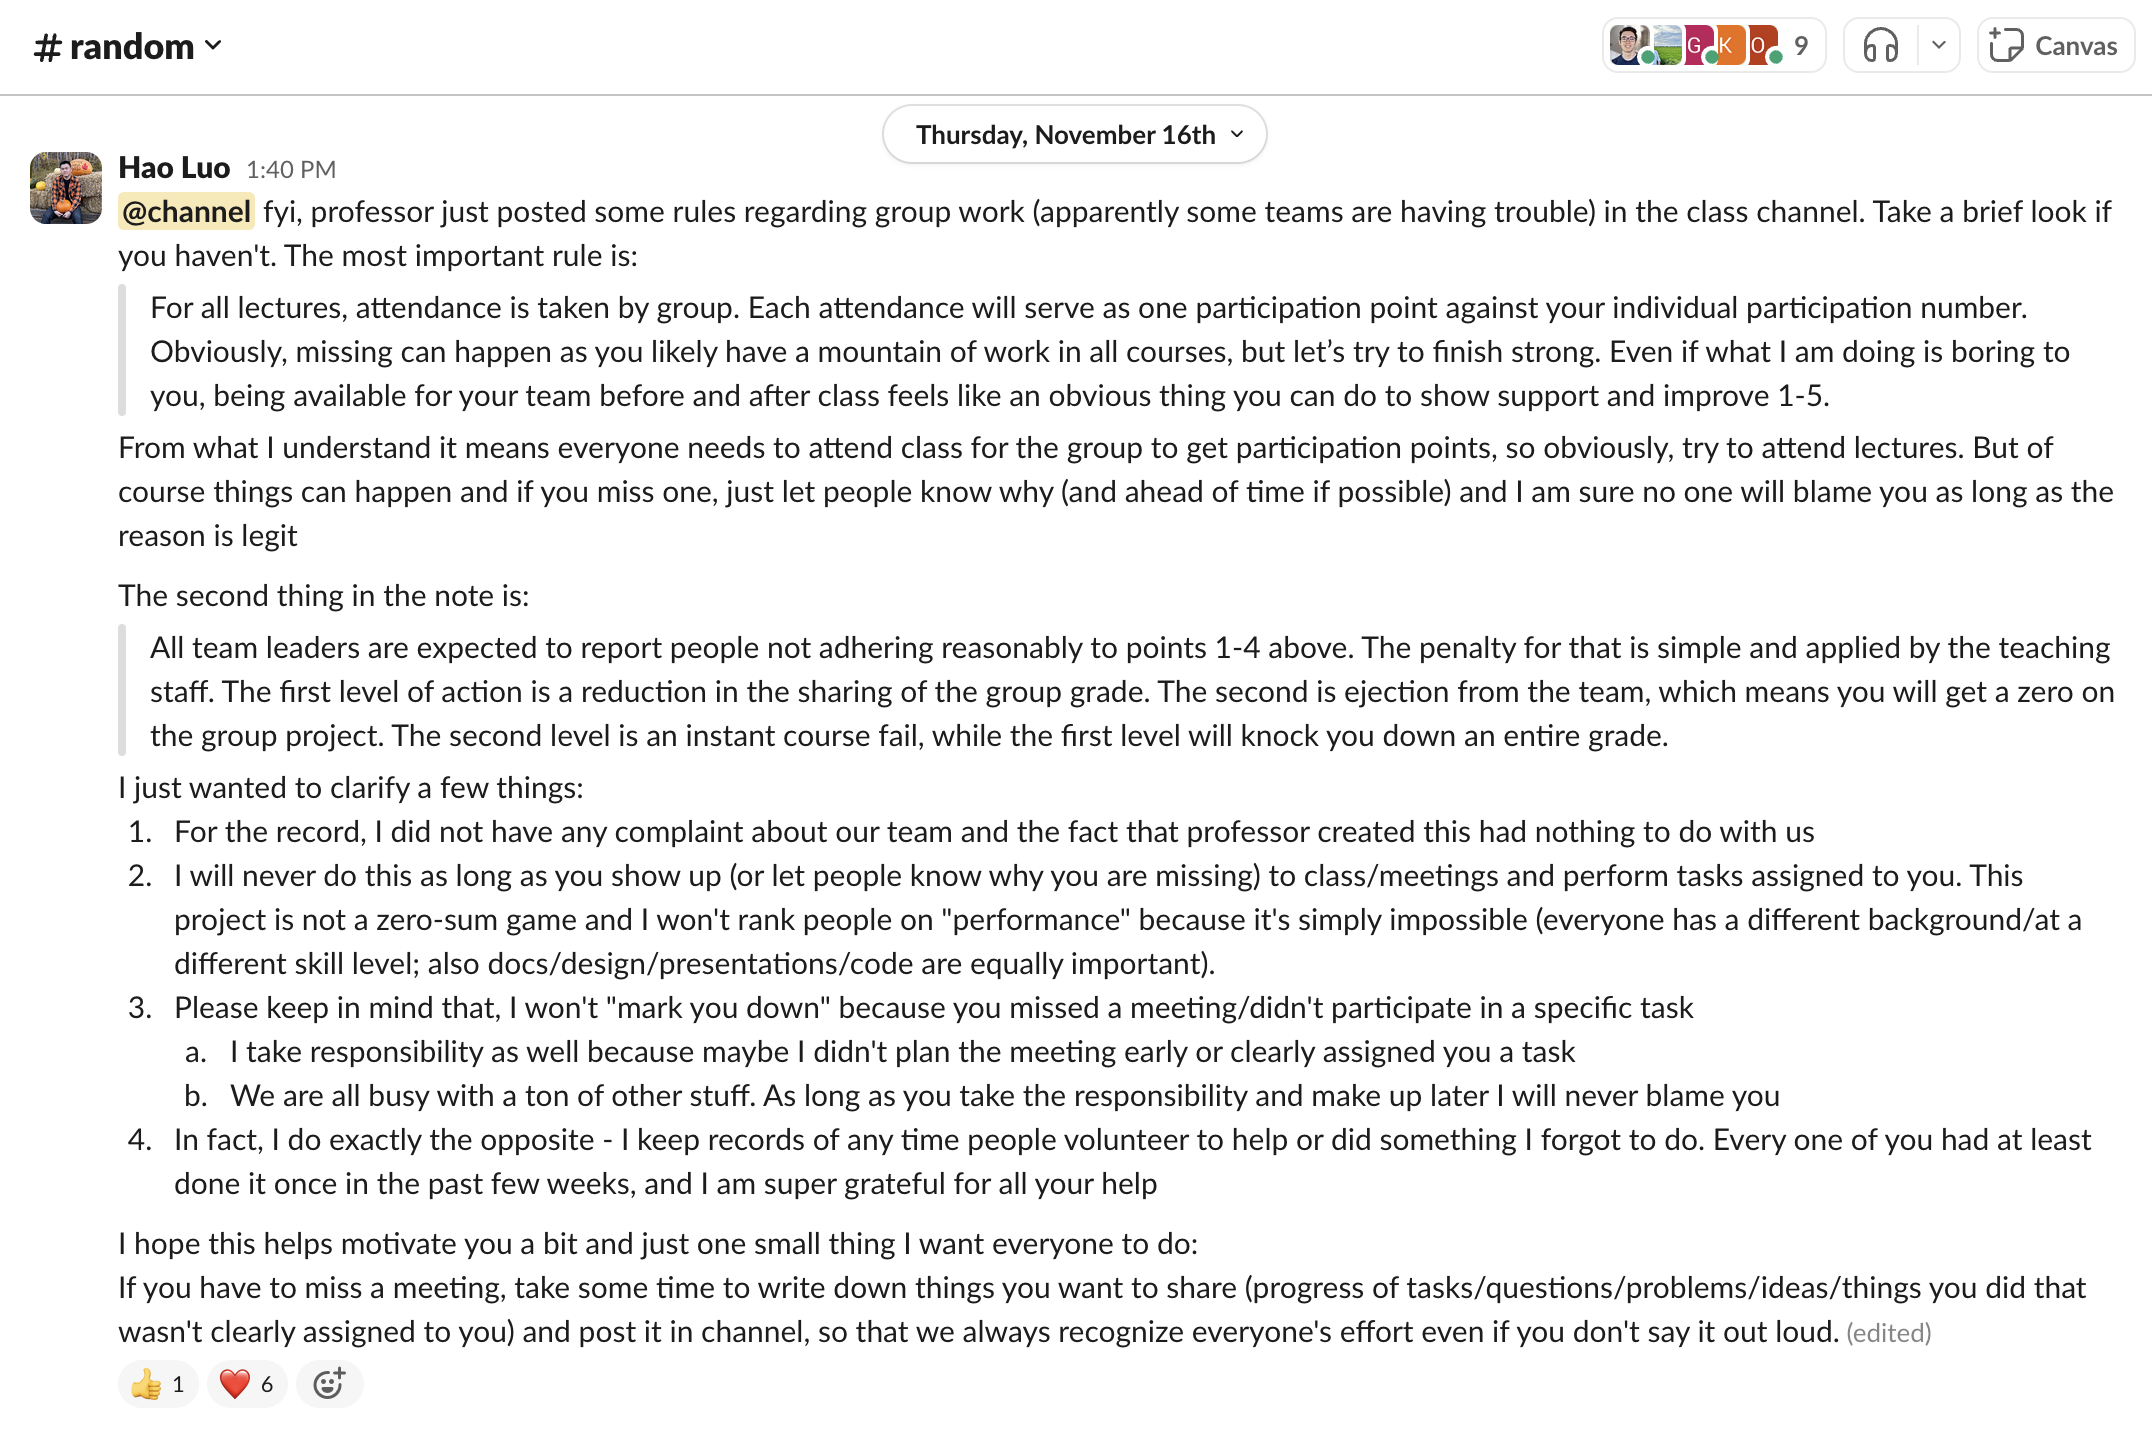 # random
G K O 9
Canvas
Thursday, November 16th
Hao Luo 1:40 PM
@channel fyi, professor just posted some rules regarding group work (apparently some teams are having trouble) in the class channel. Take a brief look if
you haven't. The most important rule is:
For all lectures, attendance is taken by group. Each attendance will serve as one participation point against your individual participation number.
Obviously, missing can happen as you likely have a mountain of work in all courses, but let’s try to finish strong. Even if what I am doing is boring to
you, being available for your team before and after class feels like an obvious thing you can do to show support and improve 1-5.
From what I understand it means everyone needs to attend class for the group to get participation points, so obviously, try to attend lectures. But of
course things can happen and if you miss one, just let people know why (and ahead of time if possible) and I am sure no one will blame you as long as the
reason is legit
The second thing in the note is:
All team leaders are expected to report people not adhering reasonably to points 1-4 above. The penalty for that is simple and applied by the teaching
staff. The first level of action is a reduction in the sharing of the group grade. The second is ejection from the team, which means you will get a zero on
the group project. The second level is an instant course fail, while the first level will knock you down an entire grade.
I just wanted to clarify a few things:
1. For the record, I did not have any complaint about our team and the fact that professor created this had nothing to do with us
2. I will never do this as long as you show up (or let people know why you are missing) to class/meetings and perform tasks assigned to you. This
project is not a zero-sum game and I won't rank people on "performance" because it's simply impossible (everyone has a different background/at a
different skill level; also docs/design/presentations/code are equally important).
3. Please keep in mind that, I won't "mark you down" because you missed a meeting/didn't participate in a specific task
a. I take responsibility as well because maybe I didn't plan the meeting early or clearly assigned you a task
b. We are all busy with a ton of other stuff. As long as you take the responsibility and make up later I will never blame you
4. In fact, I do exactly the opposite - I keep records of any time people volunteer to help or did something I forgot to do. Every one of you had at least
done it once in the past few weeks, and I am super grateful for all your help
I hope this helps motivate you a bit and just one small thing I want everyone to do:
If you have to miss a meeting, take some time to write down things you want to share (progress of tasks/questions/problems/ideas/things you did that
wasn't clearly assigned to you) and post it in channel, so that we always recognize everyone's effort even if you don't say it out loud. (edited)
1 6